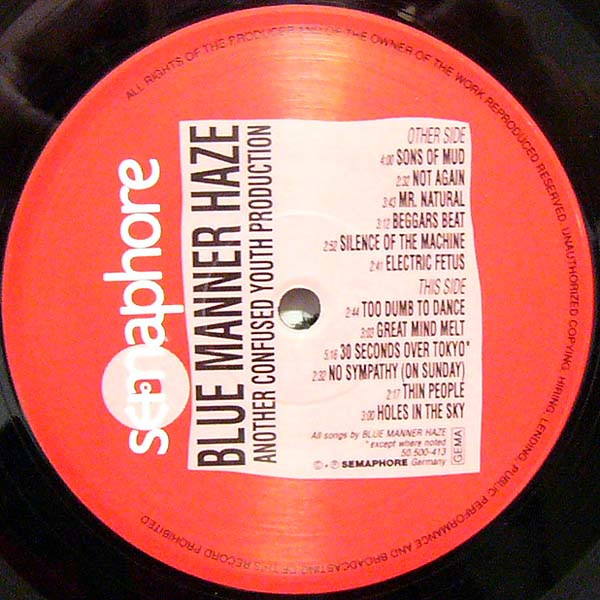 ALL RIGHTS OF THE PRODUCER AND OF THE OWNER OF THE WORK REPRODUCED RESERVED. UNAUTHORIZED COPYING, HIRING, LENDING, PUBLIC PERFORMANCE AND BROADCASTING OF THIS RECORD PROHIBITED
semaphore
BLUE MANNER HAZE
ANOTHER CONFUSED YOUTH PRODUCTION
OTHER SIDE
4:00 SONS OF MUD
2:32 NOT AGAIN
3:43 MR. NATURAL
3:12 BEGGARS BEAT
2:50 SILENCE OF THE MACHINE
2:41 ELECTRIC FETUS
THIS SIDE
2:44 TOO DUMB TO DANCE
3:03 GREAT MIND MELT
5:16 30 SECONDS OVER TOKYO*
2:32 NO SYMPATHY (ON SUNDAY)
2:17 THIN PEOPLE
3:00 HOLES IN THE SKY
All songs by BLUE MANNER HAZE
*except where noted
50.500-413
© + ℗ SEMAPHORE Germany
GEMA